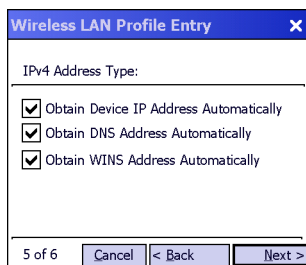 Wireless LAN Profile Entry
IPv4 Address Type:
Obtain Device IP Address Automatically
Obtain DNS Address Automatically
Obtain WINS Address Automatically
5 of 6 Cancel < Back Next >